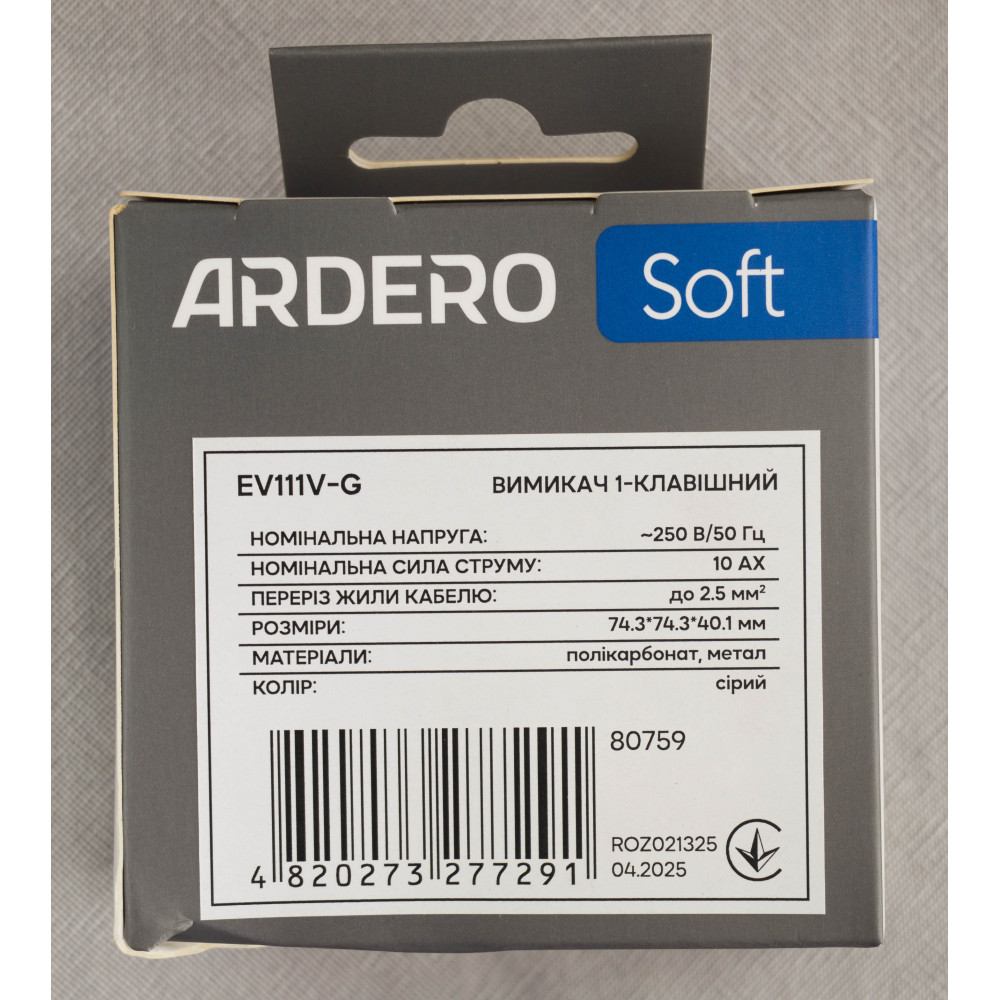 ARDERO Soft
EV111V-G ВИМИКАЧ 1-КЛАВІШНИЙ
НОМІНАЛЬНА НАПРУГА: ~250 В/50 Гц
НОМІНАЛЬНА СИЛА СТРУМУ: 10 AX
ПЕРЕРІЗ ЖИЛИ КАБЕЛЮ: до 2.5 мм²
РОЗМІРИ: 74.3*74.3*40.1 мм
МАТЕРІАЛИ: полікарбонат, метал
КОЛІР: сірий
80759
ROZ021325
04.2025
4 820273 277291